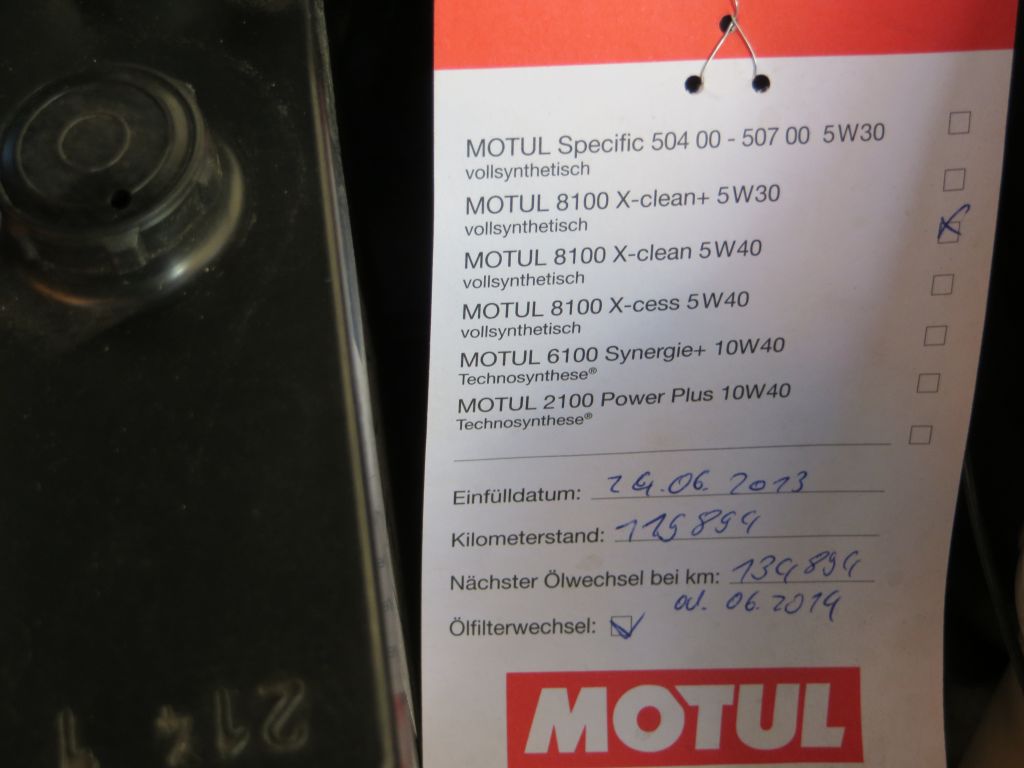 MOTUL Specific 504 00 - 507 00 5W30
vollsynthetisch
MOTUL 8100 X-clean+ 5W30
vollsynthetisch
MOTUL 8100 X-clean 5W40
vollsynthetisch
MOTUL 8100 X-cess 5W40
vollsynthetisch
MOTUL 6100 Synergie+ 10W40
Technosynthese®
MOTUL 2100 Power Plus 10W40
Technosynthese®
Einfülldatum: 24.06.2013
Kilometerstand: 119894
Nächster Ölwechsel bei km: 134894
od. 06.2014
Ölfilterwechsel:
MOTUL